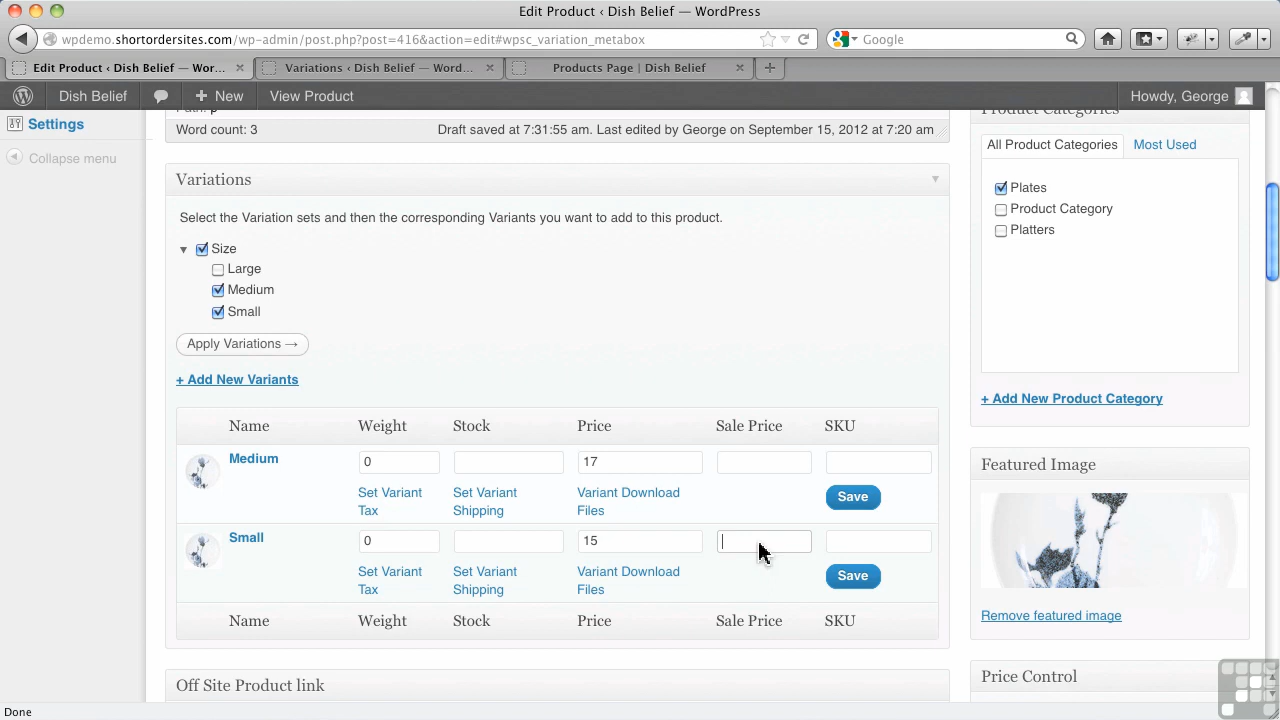 Edit Product ‹ Dish Belief — WordPress
wpdemo.shortordersites.com/wp-admin/post.php?post=416&action=edit#wpsc_variation_metabox
Google
Edit Product ‹ Dish Belief — Wor...
Variations ‹ Dish Belief — Word...
Products Page | Dish Belief
Dish Belief
+ New
View Product
Howdy, George
Settings
Collapse menu
Path: p
Word count: 3
Draft saved at 7:31:55 am. Last edited by George on September 15, 2012 at 7:20 am
Variations
Select the Variation sets and then the corresponding Variants you want to add to this product.
Size
Large
Medium
Small
Apply Variations →
+ Add New Variants
Name Weight Stock Price Sale Price SKU
Medium 0 17
Set Variant Tax
Set Variant Shipping
Variant Download Files
Save
Small 0 15
Set Variant Tax
Set Variant Shipping
Variant Download Files
Save
Name Weight Stock Price Sale Price SKU
Off Site Product link
Product Categories
All Product Categories
Most Used
Plates
Product Category
Platters
+ Add New Product Category
Featured Image
Remove featured image
Price Control
Done